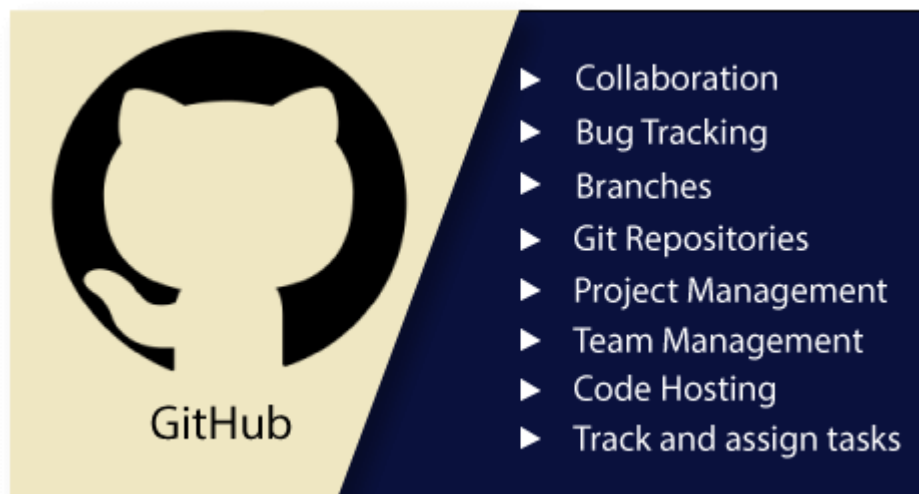 GitHub
Collaboration
Bug Tracking
Branches
Git Repositories
Project Management
Team Management
Code Hosting
Track and assign tasks